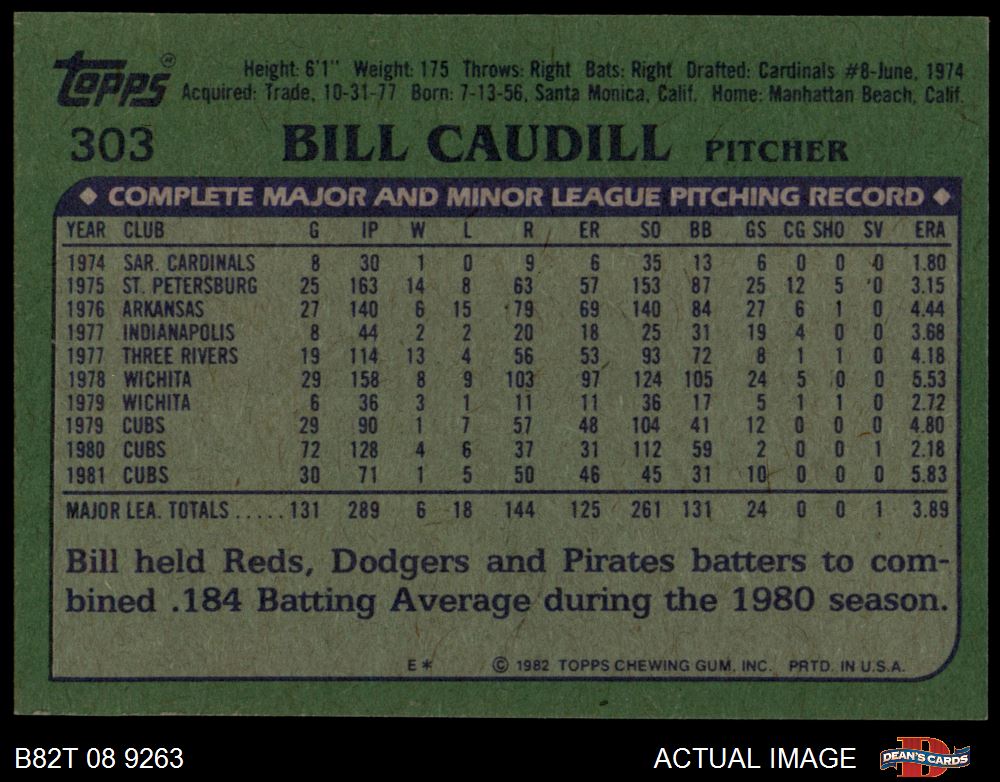 Topps®
Height: 6'1" Weight: 175 Throws: Right Bats: Right Drafted: Cardinals #8-June, 1974
Acquired: Trade, 10-31-77 Born: 7-13-56, Santa Monica, Calif. Home: Manhattan Beach, Calif.
303 BILL CAUDILL PITCHER
◆ COMPLETE MAJOR AND MINOR LEAGUE PITCHING RECORD ◆
YEAR CLUB G IP W L R ER SO BB GS CG SHO SV ERA
1974 SAR. CARDINALS 8 30 1 0 9 6 35 13 6 0 0 0 1.80
1975 ST. PETERSBURG 25 163 14 8 63 57 153 87 25 12 5 0 3.15
1976 ARKANSAS 27 140 6 15 79 69 140 84 27 6 1 0 4.44
1977 INDIANAPOLIS 8 44 2 2 20 18 25 31 19 4 0 0 3.68
1977 THREE RIVERS 19 114 13 4 56 53 93 72 8 1 1 0 4.18
1978 WICHITA 29 158 8 9 103 97 124 105 24 5 0 0 5.53
1979 WICHITA 6 36 3 1 11 11 36 17 5 1 1 0 2.72
1979 CUBS 29 90 1 7 57 48 104 41 12 0 0 0 4.80
1980 CUBS 72 128 4 6 37 31 112 59 2 0 0 1 2.18
1981 CUBS 30 71 1 5 50 46 45 31 10 0 0 0 5.83
MAJOR LEA. TOTALS.....131 289 6 18 144 125 261 131 24 0 0 1 3.89
Bill held Reds, Dodgers and Pirates batters to com-
bined .184 Batting Average during the 1980 season.
E* © 1982 TOPPS CHEWING GUM, INC. PRTD. IN U.S.A.
B82T 08 9263 ACTUAL IMAGE DEAN'S CARDS